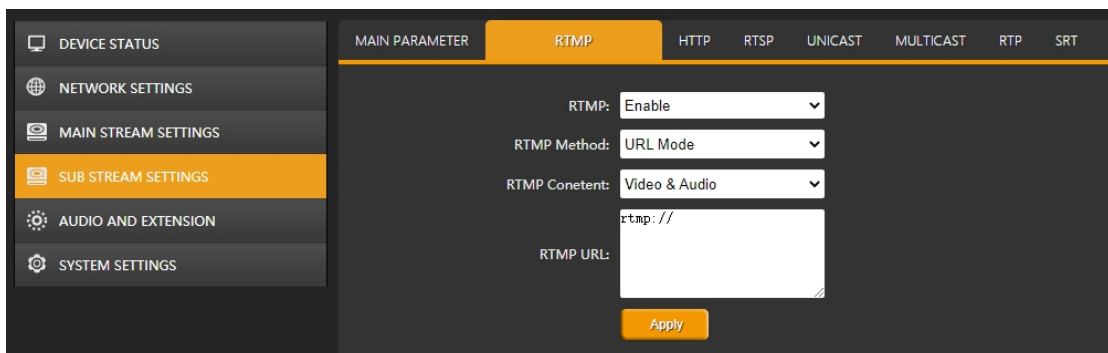 DEVICE STATUS
NETWORK SETTINGS
MAIN STREAM SETTINGS
SUB STREAM SETTINGS
AUDIO AND EXTENSION
SYSTEM SETTINGS
MAIN PARAMETER RTMP HTTP RTSP UNICAST MULTICAST RTP SRT
RTMP: Enable
RTMP Method: URL Mode
RTMP Conetent: Video & Audio
RTMP URL: rtmp://
Apply